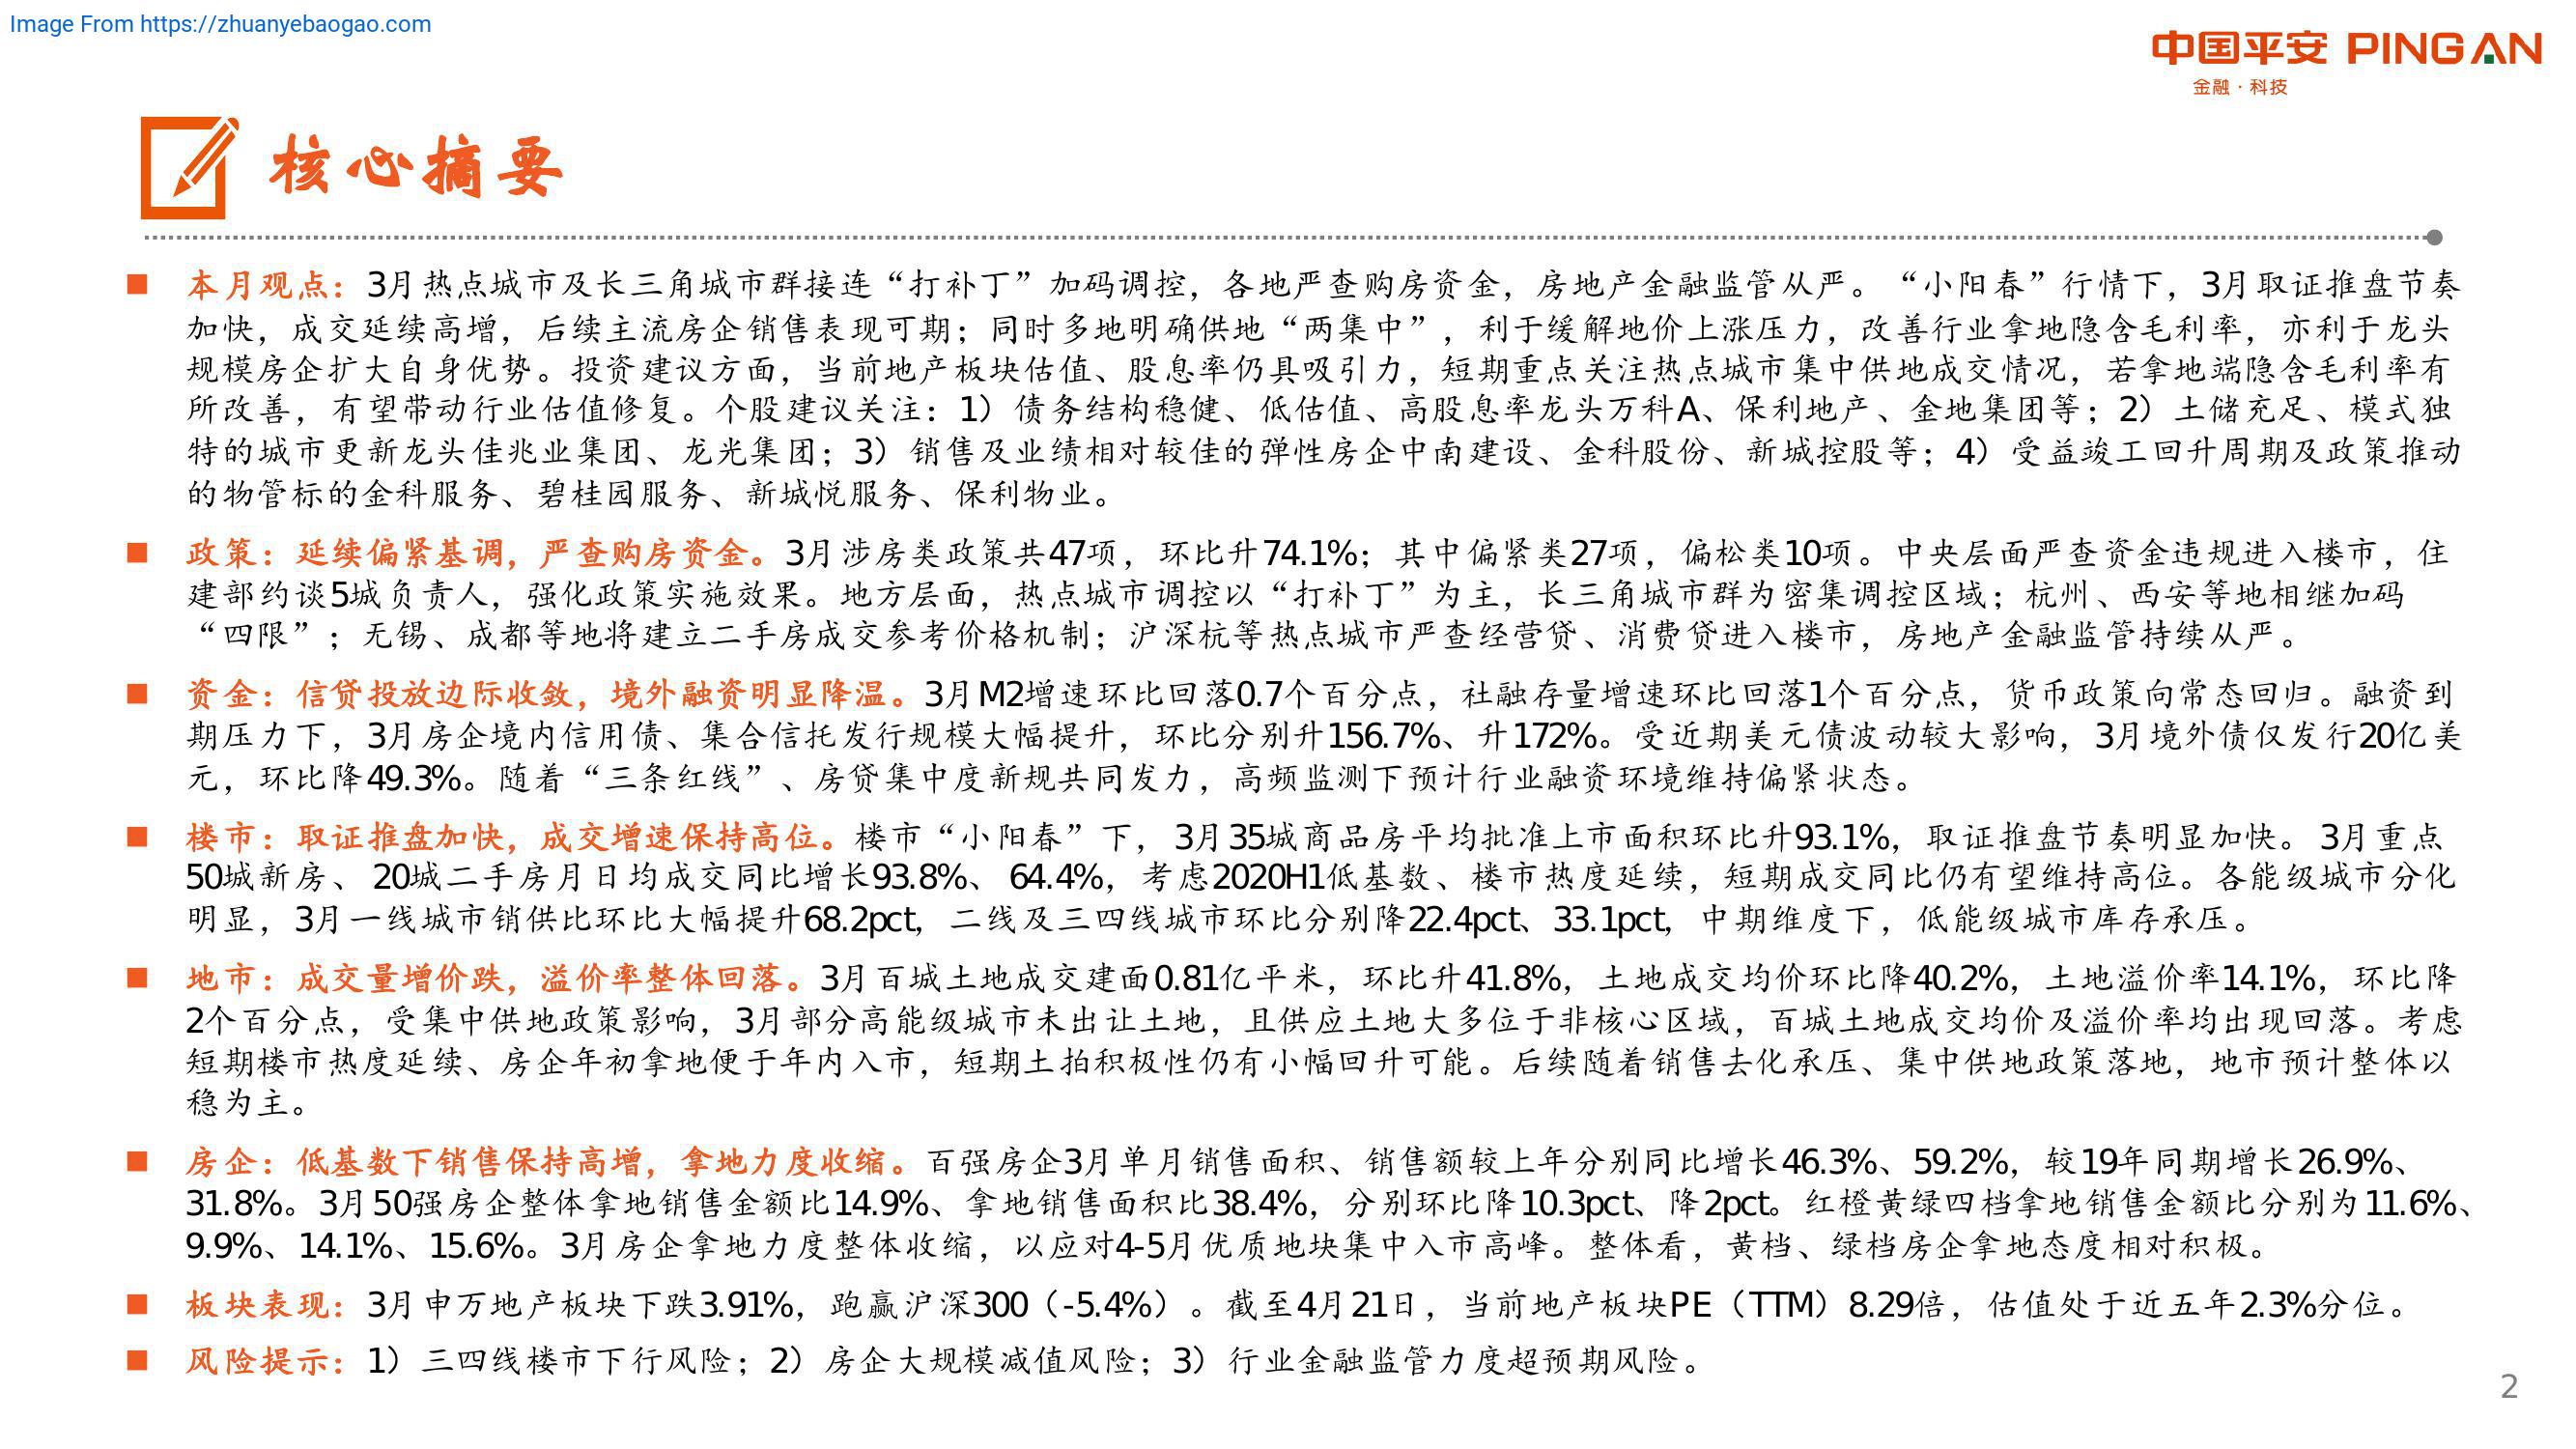 Image From https://zhuanyebaogao.com
中国平安 PINGAN
金融·科技
核心摘要
本月观点：3月热点城市及长三角城市群接连“打补丁”加码调控，各地严查购房资金，房地产金融监管从严。“小阳春”行情下，3月取证推盘节奏
加快，成交延续高增，后续主流房企销售表现可期；同时多地明确供地“两集中”，利于缓解地价上涨压力，改善行业拿地隐含毛利率，亦利于龙头
规模房企扩大自身优势。投资建议方面，当前地产板块估值、股息率仍具吸引力，短期重点关注热点城市集中供地成交情况，若拿地端隐含毛利率有
所改善，有望带动行业估值修复。个股建议关注：1）债务结构稳健、低估值、高股息率龙头万科A、保利地产、金地集团等；2）土储充足、模式独
特的城市更新龙头佳兆业集团、龙光集团；3）销售及业绩相对较佳的弹性房企中南建设、金科股份、新城控股等；4）受益竣工回升周期及政策推动
的物管标的金科服务、碧桂园服务、新城悦服务、保利物业。
政策：延续偏紧基调，严查购房资金。3月涉房类政策共47项，环比升74.1%；其中偏紧类27项，偏松类10项。中央层面严查资金违规进入楼市，住
建部约谈5城负责人，强化政策实施效果。地方层面，热点城市调控以“打补丁”为主，长三角城市群为密集调控区域；杭州、西安等地相继加码
“四限”；无锡、成都等地将建立二手房成交参考价格机制；沪深杭等热点城市严查经营贷、消费贷进入楼市，房地产金融监管持续从严。
资金：信贷投放边际收敛，境外融资明显降温。3月M2增速环比回落0.7个百分点，社融存量增速环比回落1个百分点，货币政策向常态回归。融资到
期压力下，3月房企境内信用债、集合信托发行规模大幅提升，环比分别升156.7%、升172%。受近期美元债波动较大影响，3月境外债仅发行20亿美
元，环比降49.3%。随着“三条红线”、房贷集中度新规共同发力，高频监测下预计行业融资环境维持偏紧状态。
楼市：取证推盘加快，成交增速保持高位。楼市“小阳春”下，3月35城商品房平均批准上市面积环比升93.1%，取证推盘节奏明显加快。3月重点
50城新房、20城二手房月日均成交同比增长93.8%、64.4%，考虑2020H1低基数、楼市热度延续，短期成交同比仍有望维持高位。各能级城市分化
明显，3月一线城市销供比环比大幅提升68.2pct，二线及三四线城市环比分别降22.4pct、33.1pct，中期维度下，低能级城市库存承压。
地市：成交量增价跌，溢价率整体回落。3月百城土地成交建面0.81亿平米，环比升41.8%，土地成交均价环比降40.2%，土地溢价率14.1%，环比降
2个百分点，受集中供地政策影响，3月部分高能级城市未出让土地，且供应土地大多位于非核心区域，百城土地成交均价及溢价率均出现回落。考虑
短期楼市热度延续、房企年初拿地便于年内入市，短期土拍积极性仍有小幅回升可能。后续随着销售去化承压、集中供地政策落地，地市预计整体以
稳为主。
房企：低基数下销售保持高增，拿地力度收缩。百强房企3月单月销售面积、销售额较上年分别同比增长46.3%、59.2%，较19年同期增长26.9%、
31.8%。3月50强房企整体拿地销售金额比14.9%、拿地销售面积比38.4%，分别环比降10.3pct、降2pct。红橙黄绿四档拿地销售金额比分别为11.6%、
9.9%、14.1%、15.6%。3月房企拿地力度整体收缩，以应对4-5月优质地块集中入市高峰。整体看，黄档、绿档房企拿地态度相对积极。
板块表现：3月申万地产板块下跌3.91%，跑赢沪深300（-5.4%）。截至4月21日，当前地产板块PE（TTM）8.29倍，估值处于近五年2.3%分位。
风险提示：1）三四线楼市下行风险；2）房企大规模减值风险；3）行业金融监管力度超预期风险。
2